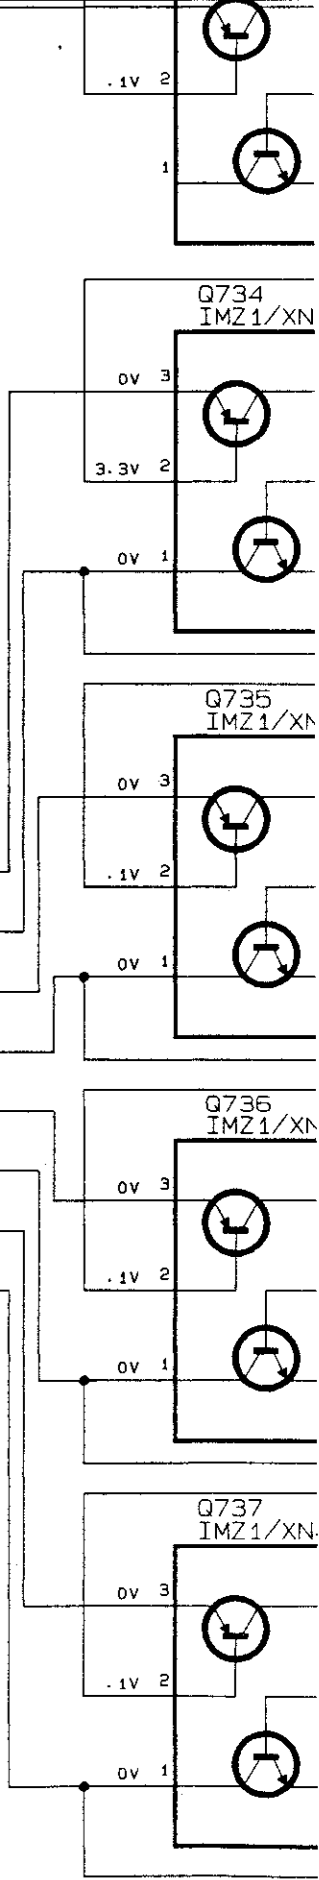 .1V 2
1
Q734
IMZ1/XN
0V 3
3.3V 2
0V 1
Q735
IMZ1/XN
0V 3
.1V 2
0V 1
Q736
IMZ1/XN
0V 3
.1V 2
0V 1
Q737
IMZ1/XN
0V 3
.1V 2
0V 1